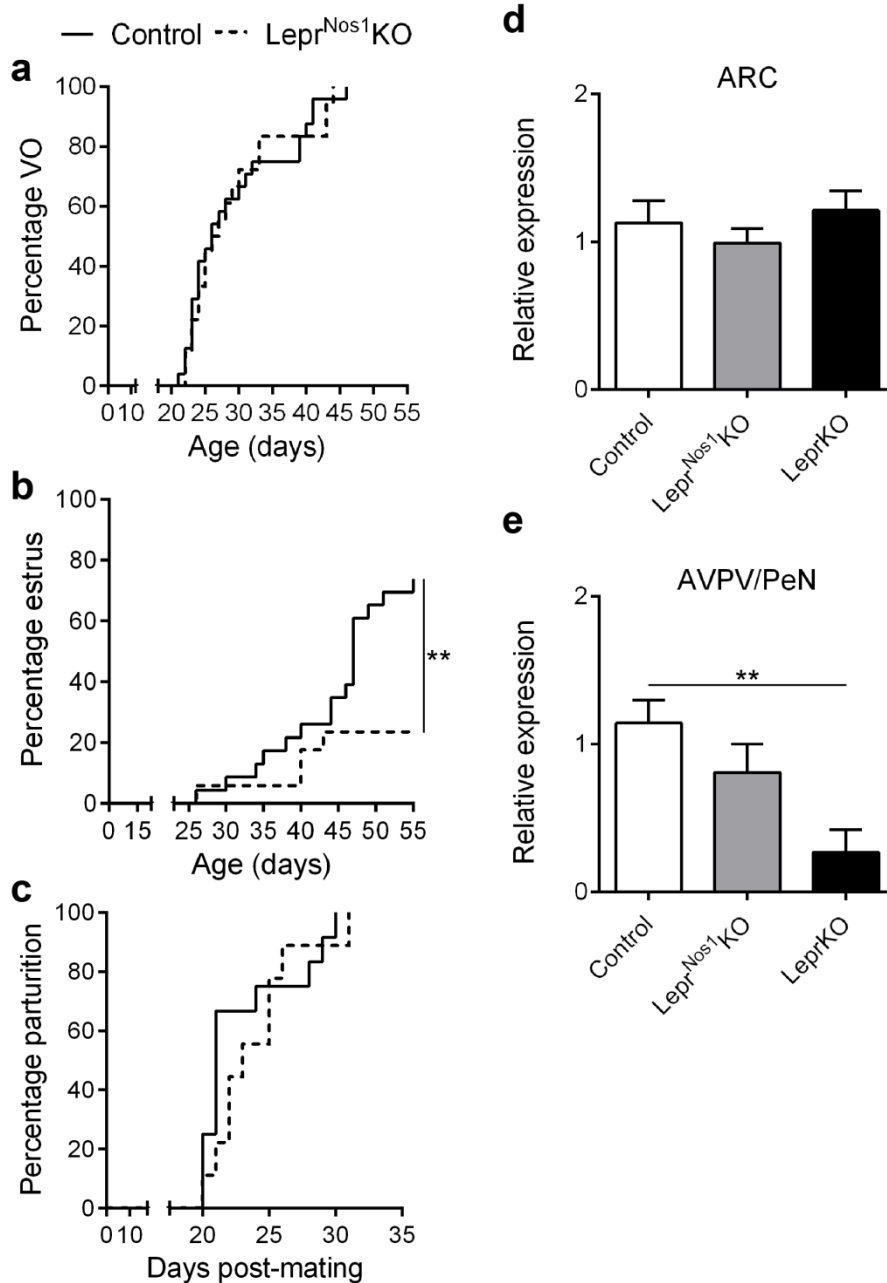 Control Lepr^Nos1KO
a
Percentage VO
100
80
60
40
20
0
0 10 20 25 30 35 40 45 50 55
Age (days)
b
Percentage estrus
100
80
60
40
20
0
**
0 15 25 30 35 40 45 50 55
Age (days)
c
Percentage parturition
100
80
60
40
20
0
0 10 20 25 30 35
Days post-mating
d
ARC
Relative expression
2
1
0
Control
Lepr^Nos1KO
LeprKO
e
AVPV/PeN
Relative expression
2
1
0
**
Control
Lepr^Nos1KO
LeprKO